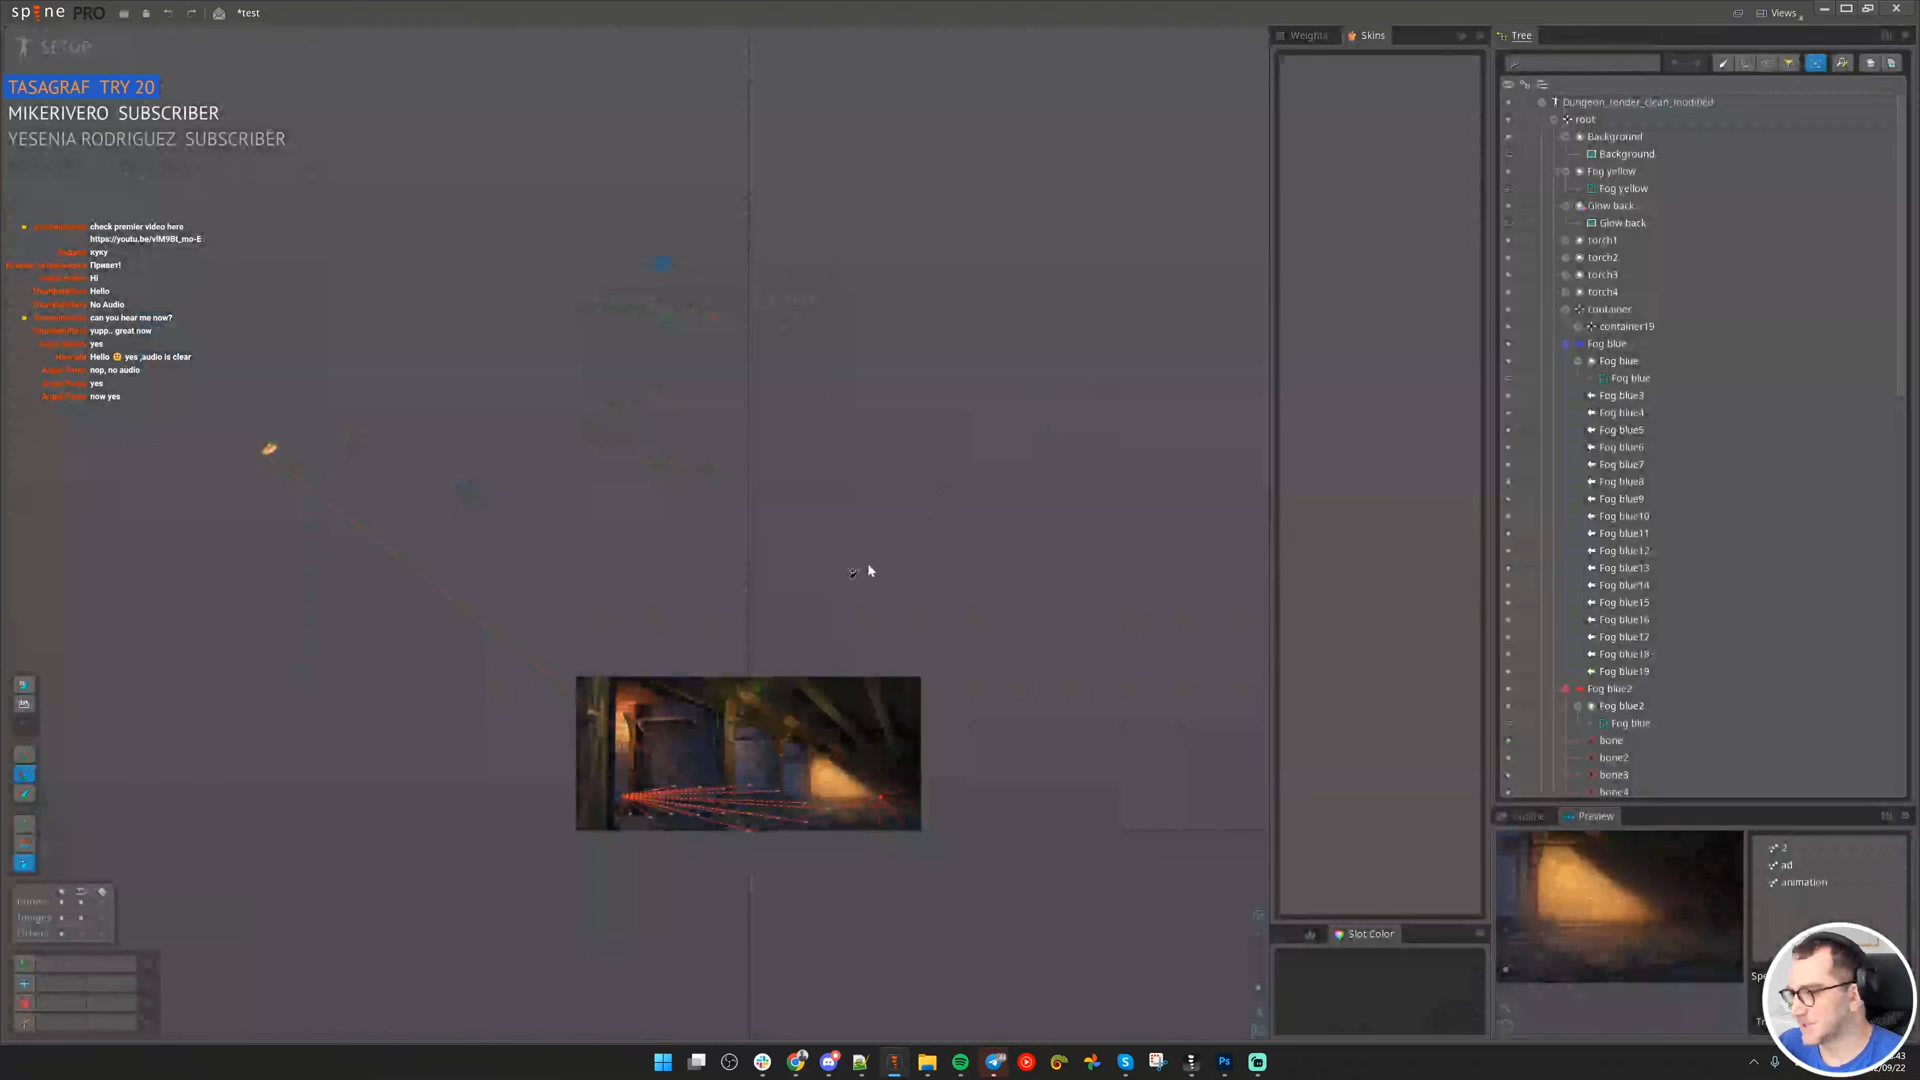 spine PRO
*test
Views
SETUP
TASAGRAF TRY 20
MIKERIVERO SUBSCRIBER
YESENIA RODRIGUEZ SUBSCRIBER
check premier video here
https://youtu.be/vlM9Bt_mo-E
куку
Привет!
Hi
Hello
No Audio
can you hear me now?
yupp.. great now
yes
Hello 🙂 yes ,audio is clear
nop, no audio
yes
now yes
Images
Others
Weights
Skins
Slot Color
Tree
Dungeon_render_clean_modified
root
Background
Background
Fog yellow
Fog yellow
Glow back
Glow back
torch1
torch2
torch3
torch4
container
container19
Fog blue
Fog blue
Fog blue
Fog blue3
Fog blue4
Fog blue5
Fog blue6
Fog blue7
Fog blue8
Fog blue9
Fog blue10
Fog blue11
Fog blue12
Fog blue13
Fog blue14
Fog blue15
Fog blue16
Fog blue17
Fog blue18
Fog blue19
Fog blue2
Fog blue2
Fog blue
bone
bone2
bone3
bone4
Outline
Preview
2
ad
animation